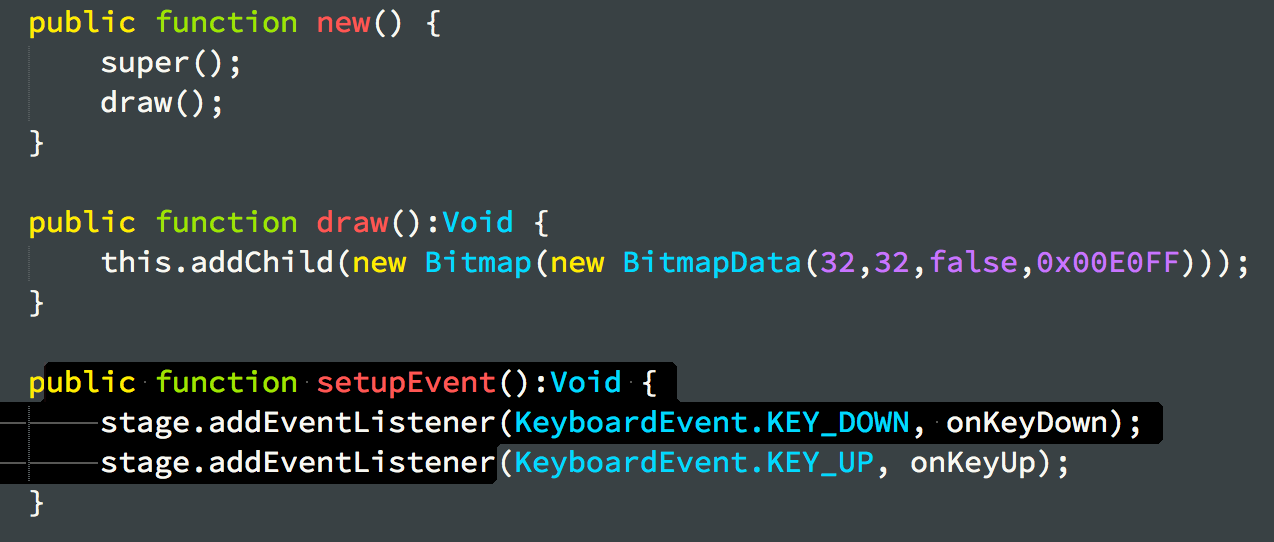 public function new() {
    super();
    draw();
}

public function draw():Void {
    this.addChild(new Bitmap(new BitmapData(32,32,false,0x00E0FF)));
}

public function setupEvent():Void {
    stage.addEventListener(KeyboardEvent.KEY_DOWN, onKeyDown);
    stage.addEventListener(KeyboardEvent.KEY_UP, onKeyUp);
}